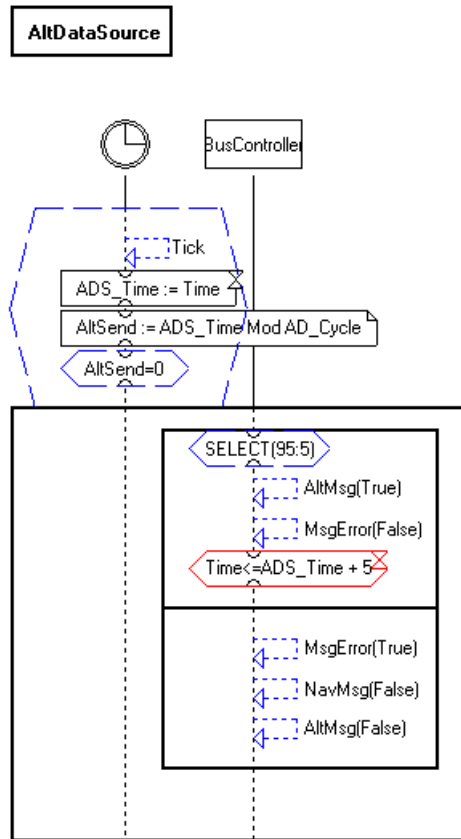 AltDataSource
BusController
Tick
ADS_Time := Time
AltSend := ADS_Time Mod AD_Cycle
AltSend=0
SELECT(95:5)
AltMsg(True)
MsgError(False)
Time<=ADS_Time + 5
MsgError(True)
NavMsg(False)
AltMsg(False)